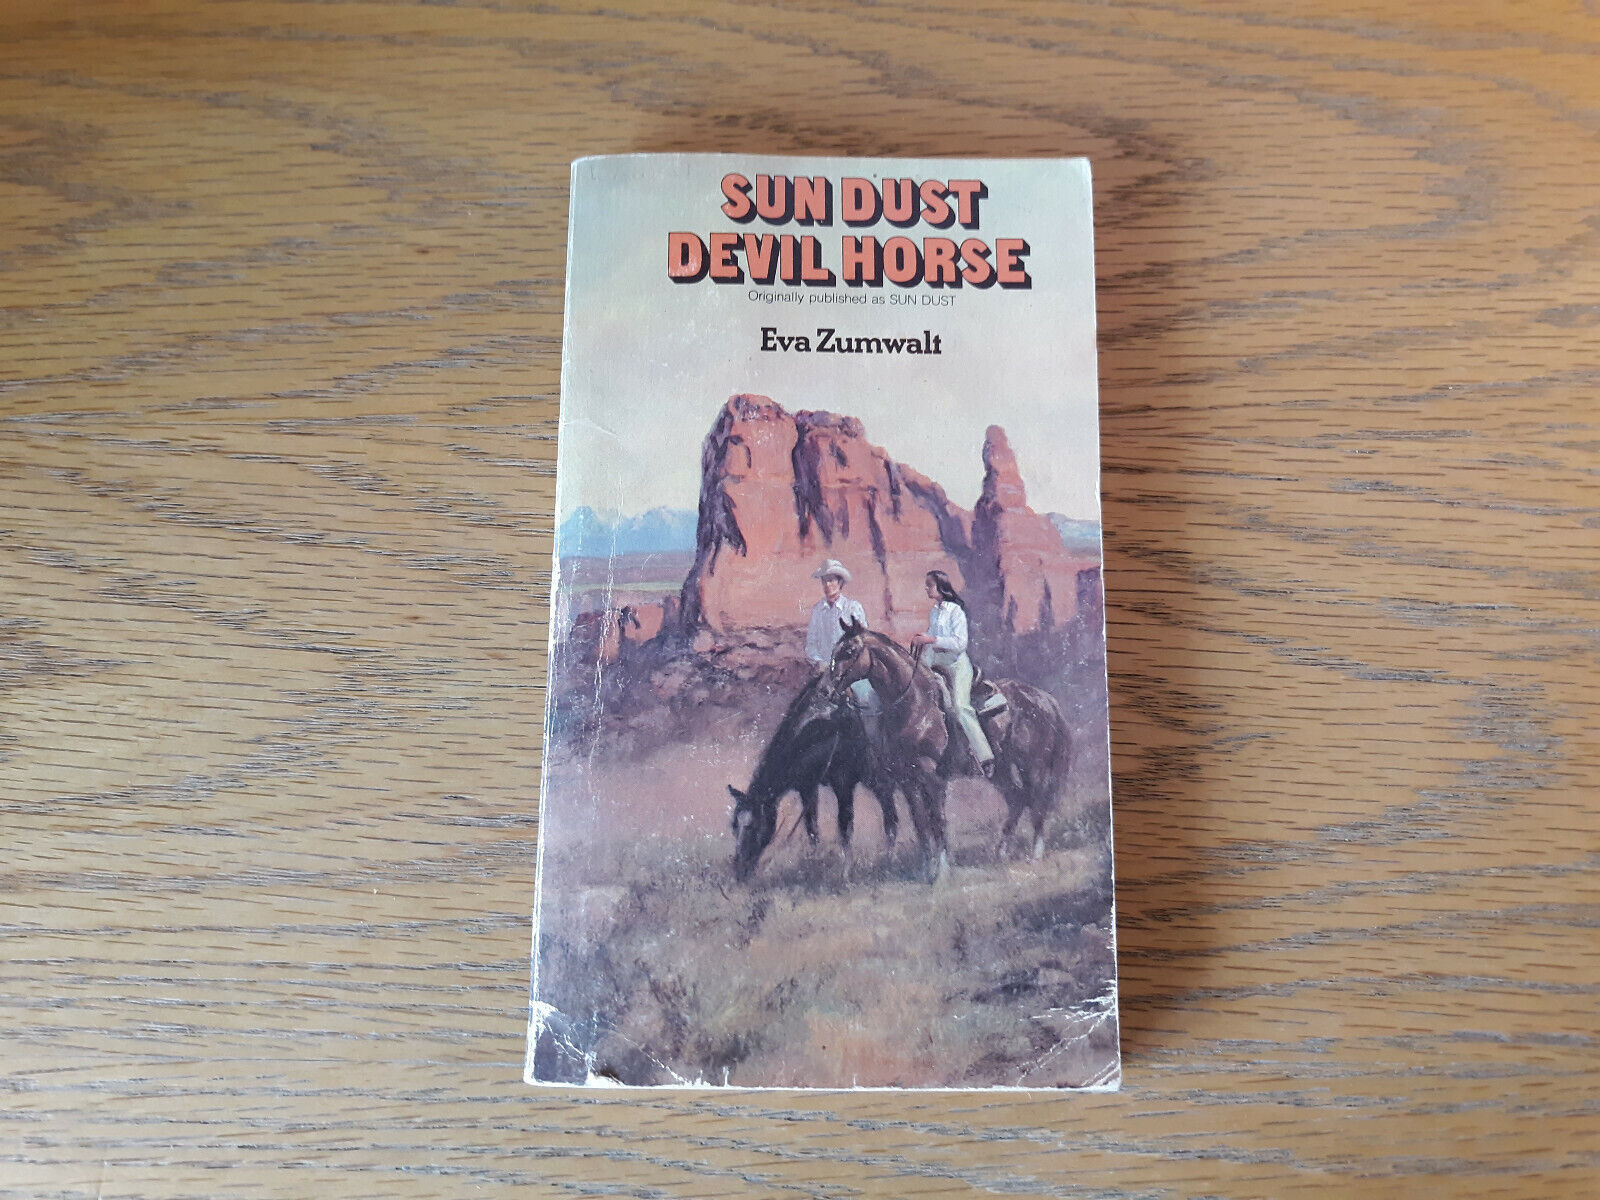 SUN DUST
DEVIL HORSE
Originally published as SUN DUST
Eva Zumwalt